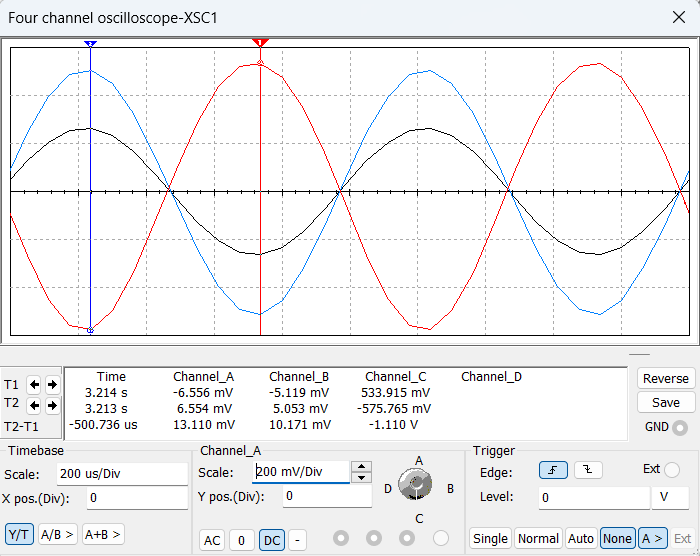 Four channel oscilloscope-XSC1
2 1
Time Channel_A Channel_B Channel_C Channel_D
T1 3.214 s -6.556 mV -5.119 mV 533.915 mV
T2 3.213 s 6.554 mV 5.053 mV -575.765 mV
T2-T1 -500.736 us 13.110 mV 10.171 mV -1.110 V
Reverse
Save
GND
Timebase
Scale: 200 us/Div
X pos.(Div): 0
Y/T A/B > A+B >
Channel_A
Scale: 200 mV/Div
Y pos.(Div): 0
AC 0 DC -
A
D B
C
Trigger
Edge: Ext
Level: 0 V
Single Normal Auto None A > Ext